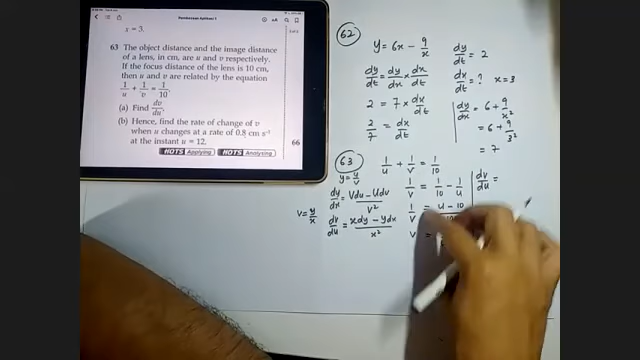 x = 3.
63 The object distance and the image distance
of a lens, in cm, are u and v respectively.
If the focus distance of the lens is 10 cm,
then u and v are related by the equation
1/u + 1/v = 1/10.
(a) Find dv/du.
(b) Hence, find the rate of change of v
when u changes at a rate of 0.8 cm s⁻¹
at the instant u = 12.
HOTS Applying HOTS Analysing
66
62
y = 6x − 9/x
dy/dt = 2
dy/dt = dy/dx × dx/dt
dx/dt = ? x = 3
2 = 7 × dx/dt
dy/dx = 6 + 9/x²
2/7 = dx/dt
= 6 + 9/3²
= 7
63
1/u + 1/v = 1/10
y = u/v
1/v = 1/10 − 1/u
dv/du =
dy/dx = Vdu − Udv / V²
1/v = u − 10
v = y/x
dv/du = xdy − ydx / x²
v =